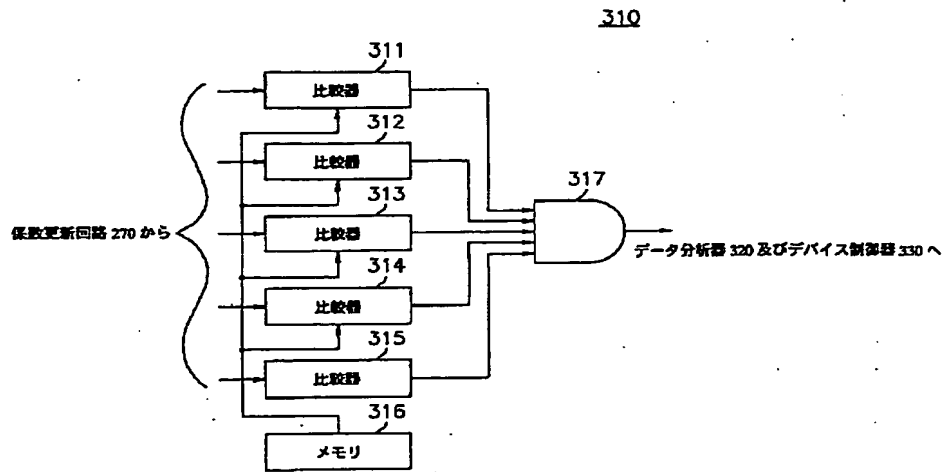 310
311
比較器
312
比較器
313
比較器
314
比較器
315
比較器
316
メモリ
317
係数更新回路 270 から
データ分析器 320 及びデバイス制御器 330 へ